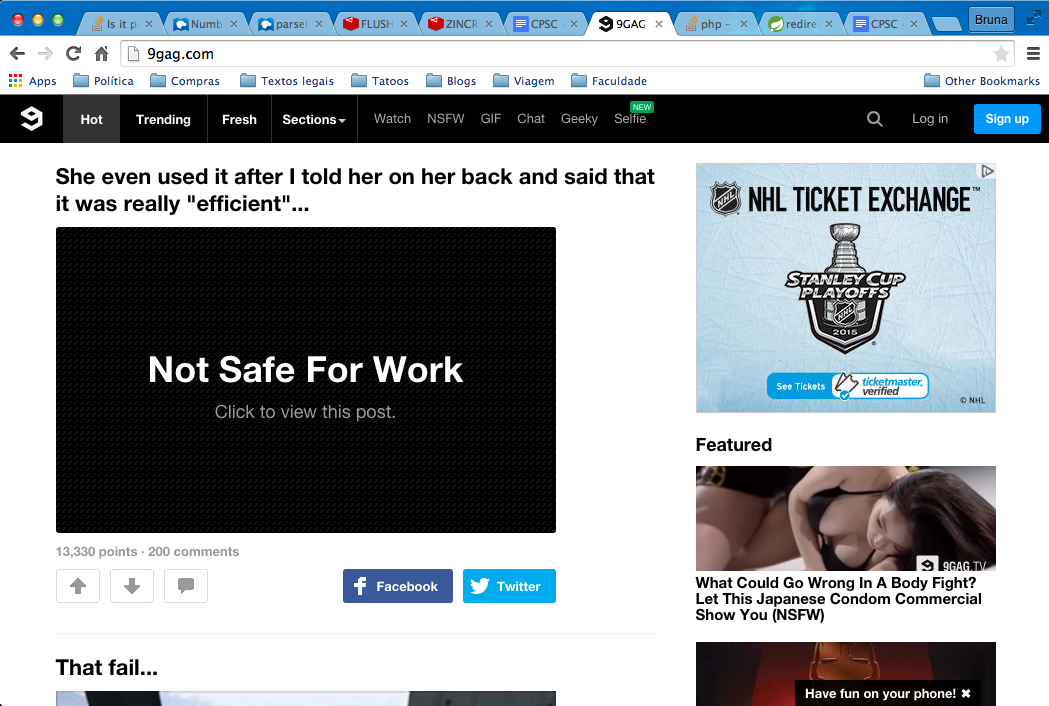 Is it p
Numb
parsel
FLUSH
ZINCR
CPSC
9GAG
php –
redire
CPSC
Bruna
9gag.com
Apps Política Compras Textos legais Tatoos Blogs Viagem Faculdade Other Bookmarks
NEW
Hot Trending Fresh Sections Watch NSFW GIF Chat Geeky Selfie Log in Sign up
She even used it after I told her on her back and said that
it was really "efficient"...
Not Safe For Work
Click to view this post.
13,330 points · 200 comments
Facebook Twitter
That fail...
NHL TICKET EXCHANGE™
STANLEY CUP
PLAYOFFS
NHL
2015
See Tickets ticketmaster
verified
© NHL
Featured
9GAG.TV
What Could Go Wrong In A Body Fight?
Let This Japanese Condom Commercial
Show You (NSFW)
Have fun on your phone! ✖